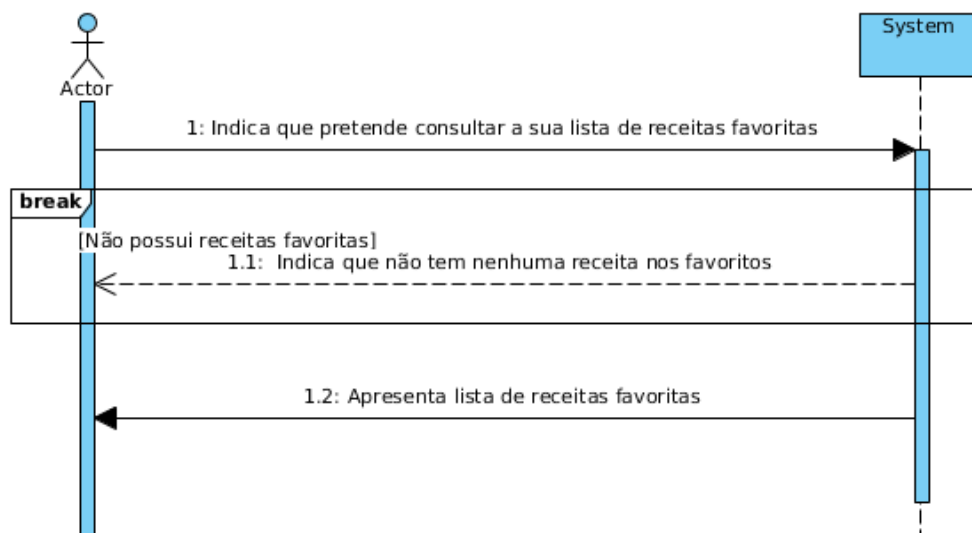 System
Actor
1: Indica que pretende consultar a sua lista de receitas favoritas
break
[Não possui receitas favoritas]
1.1:  Indica que não tem nenhuma receita nos favoritos
1.2: Apresenta lista de receitas favoritas